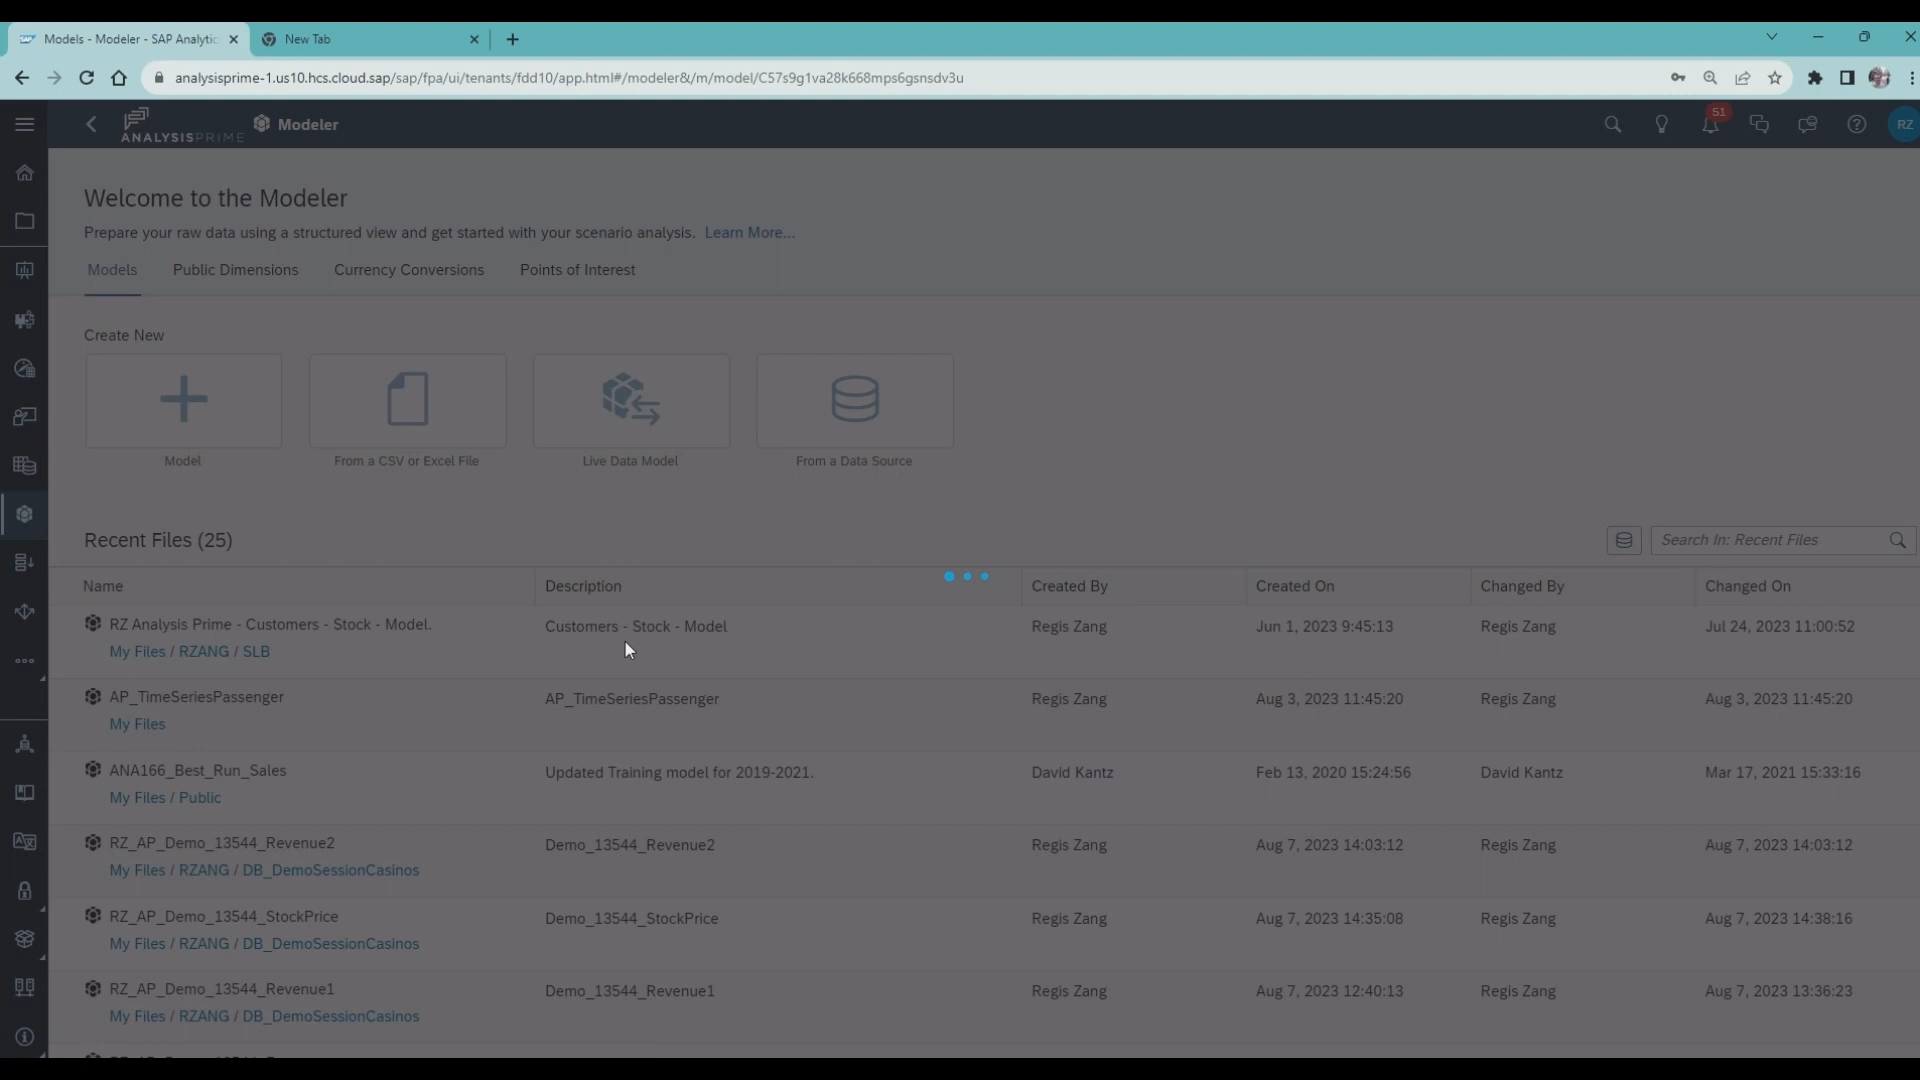 Models - Modeler - SAP Analytic
New Tab
analysisprime-1.us10.hcs.cloud.sap/sap/fpa/ui/tenants/fdd10/app.html#/modeler&/m/model/C57s9g1va28k668mps6gsnsdv3u
ANALYSISPRIME
Modeler
51
RZ
Welcome to the Modeler
Prepare your raw data using a structured view and get started with your scenario analysis. Learn More...
Models Public Dimensions Currency Conversions Points of Interest
Create New
Model From a CSV or Excel File Live Data Model From a Data Source
Recent Files (25)
Search In: Recent Files
Name Description Created By Created On Changed By Changed On
RZ Analysis Prime - Customers - Stock - Model. Customers - Stock - Model Regis Zang Jun 1, 2023 9:45:13 Regis Zang Jul 24, 2023 11:00:52
My Files / RZANG / SLB
AP_TimeSeriesPassenger AP_TimeSeriesPassenger Regis Zang Aug 3, 2023 11:45:20 Regis Zang Aug 3, 2023 11:45:20
My Files
ANA166_Best_Run_Sales Updated Training model for 2019-2021. David Kantz Feb 13, 2020 15:24:56 David Kantz Mar 17, 2021 15:33:16
My Files / Public
RZ_AP_Demo_13544_Revenue2 Demo_13544_Revenue2 Regis Zang Aug 7, 2023 14:03:12 Regis Zang Aug 7, 2023 14:03:12
My Files / RZANG / DB_DemoSessionCasinos
RZ_AP_Demo_13544_StockPrice Demo_13544_StockPrice Regis Zang Aug 7, 2023 14:35:08 Regis Zang Aug 7, 2023 14:38:16
My Files / RZANG / DB_DemoSessionCasinos
RZ_AP_Demo_13544_Revenue1 Demo_13544_Revenue1 Regis Zang Aug 7, 2023 12:40:13 Regis Zang Aug 7, 2023 13:36:23
My Files / RZANG / DB_DemoSessionCasinos